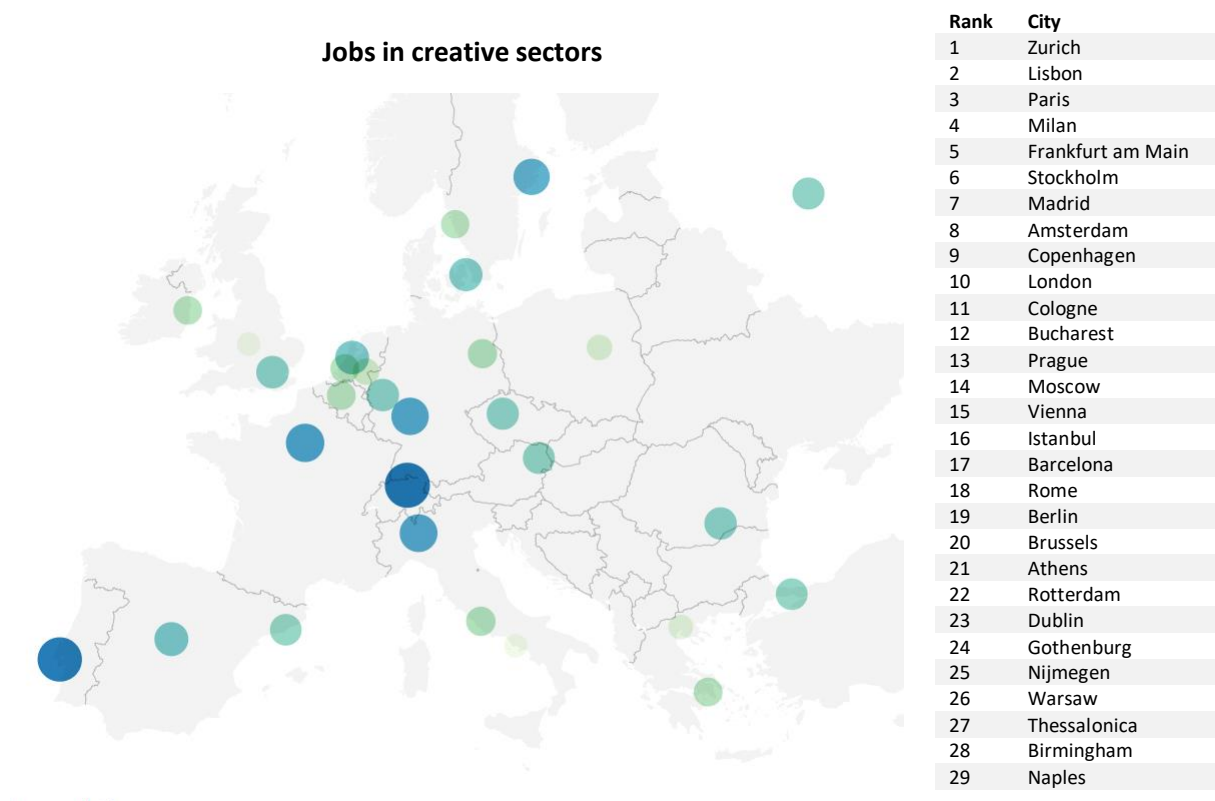 Jobs in creative sectors
Rank City
1 Zurich
2 Lisbon
3 Paris
4 Milan
5 Frankfurt am Main
6 Stockholm
7 Madrid
8 Amsterdam
9 Copenhagen
10 London
11 Cologne
12 Bucharest
13 Prague
14 Moscow
15 Vienna
16 Istanbul
17 Barcelona
18 Rome
19 Berlin
20 Brussels
21 Athens
22 Rotterdam
23 Dublin
24 Gothenburg
25 Nijmegen
26 Warsaw
27 Thessalonica
28 Birmingham
29 Naples